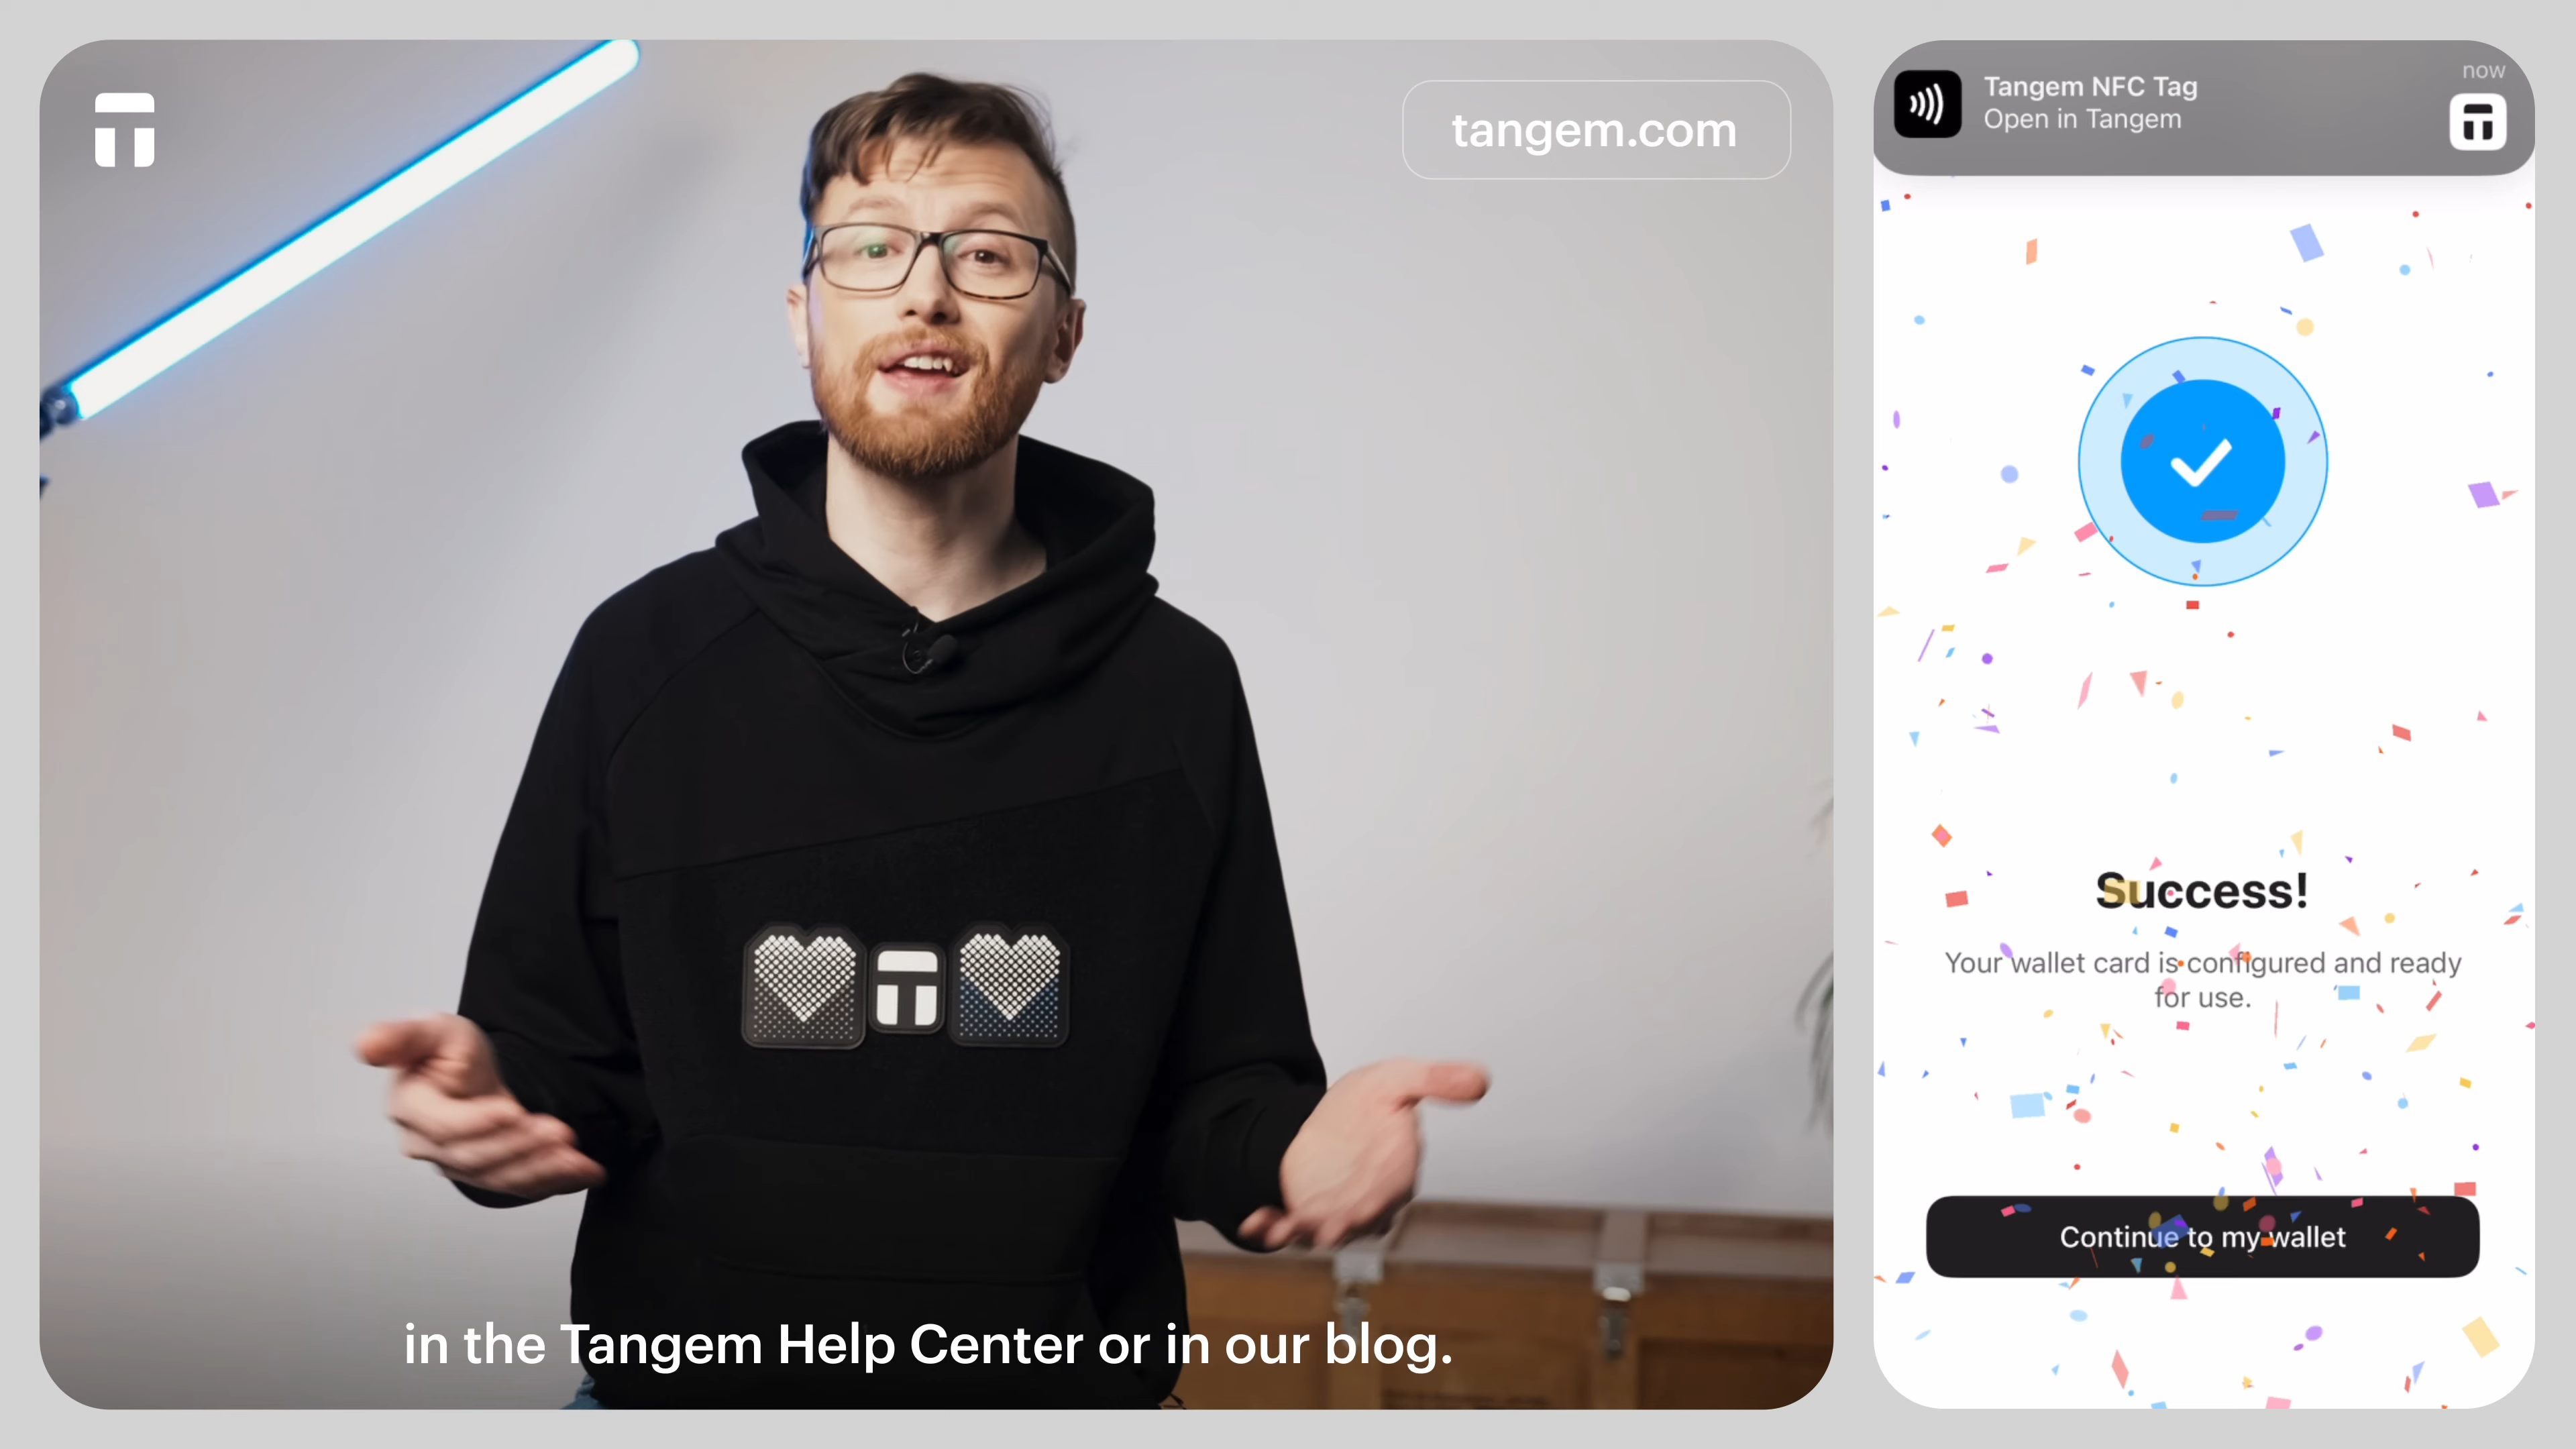 tangem.com
in the Tangem Help Center or in our blog.
Tangem NFC Tag
now
Open in Tangem
Success!
Your wallet card is configured and ready
for use.
Continue to my wallet